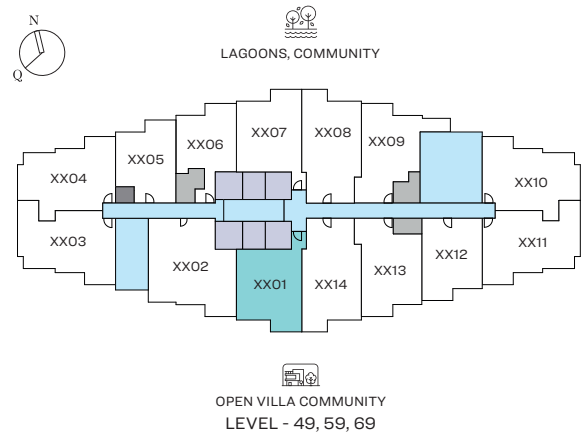 N
Q
LAGOONS, COMMUNITY
XX07
XX08
XX06
XX09
XX05
XX04
XX10
XX03
XX11
XX02
XX12
XX13
XX01
XX14
OPEN VILLA COMMUNITY
LEVEL - 49, 59, 69